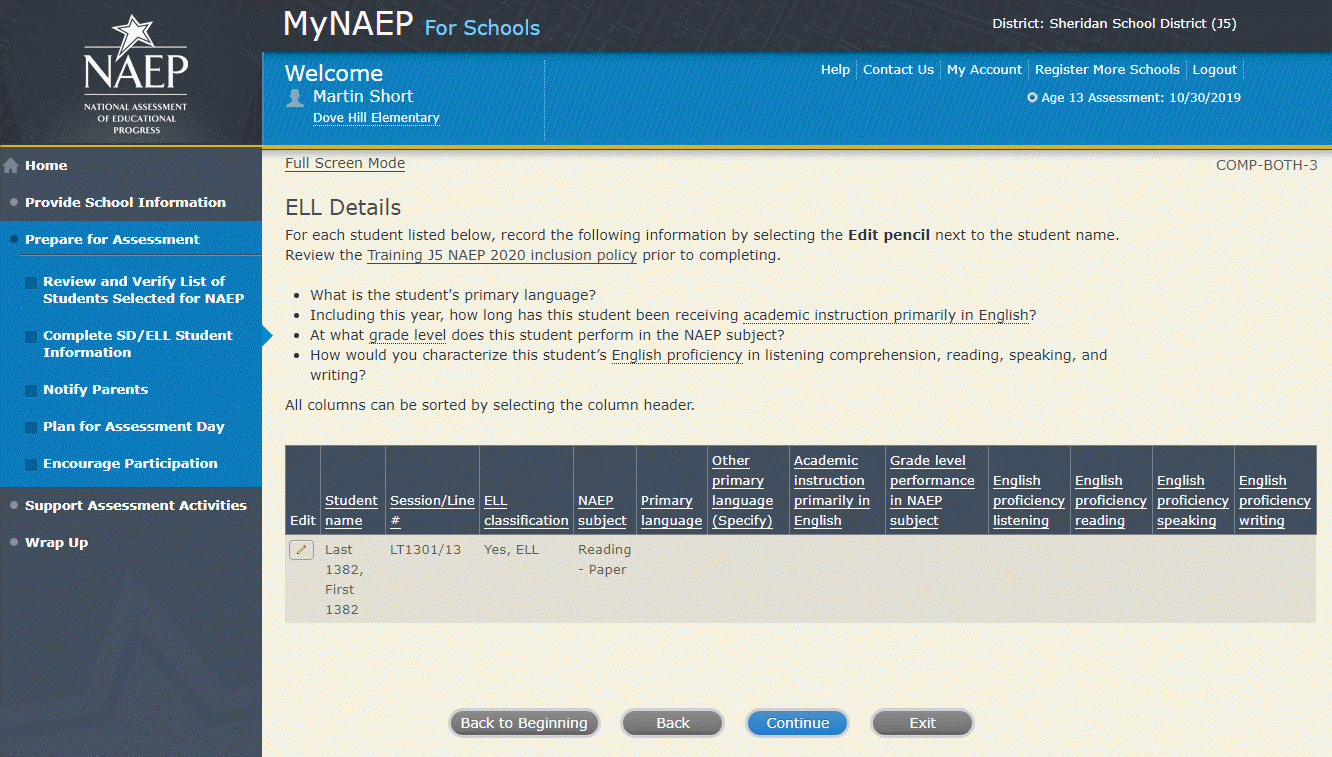 NAEP
NATIONAL ASSESSMENT
OF EDUCATIONAL
PROGRESS
MyNAEP For Schools
District: Sheridan School District (J5)
Welcome
Martin Short
Dove Hill Elementary
Help Contact Us My Account Register More Schools Logout
Age 13 Assessment: 10/30/2019
Home
Provide School Information
Prepare for Assessment
Review and Verify List of
Students Selected for NAEP
Complete SD/ELL Student
Information
Notify Parents
Plan for Assessment Day
Encourage Participation
Support Assessment Activities
Wrap Up
Full Screen Mode
COMP-BOTH-3
ELL Details
For each student listed below, record the following information by selecting the Edit pencil next to the student name.
Review the Training J5 NAEP 2020 inclusion policy prior to completing.
• What is the student's primary language?
• Including this year, how long has this student been receiving academic instruction primarily in English?
• At what grade level does this student perform in the NAEP subject?
• How would you characterize this student’s English proficiency in listening comprehension, reading, speaking, and
writing?
All columns can be sorted by selecting the column header.
Edit
Student
name
Session/Line
#
ELL
classification
NAEP
subject
Primary
language
Other
primary
language
(Specify)
Academic
instruction
primarily in
English
Grade level
performance
in NAEP
subject
English
proficiency
listening
English
proficiency
reading
English
proficiency
speaking
English
proficiency
writing
Last
1382,
First
1382
LT1301/13
Yes, ELL
Reading
- Paper
Back to Beginning
Back
Continue
Exit